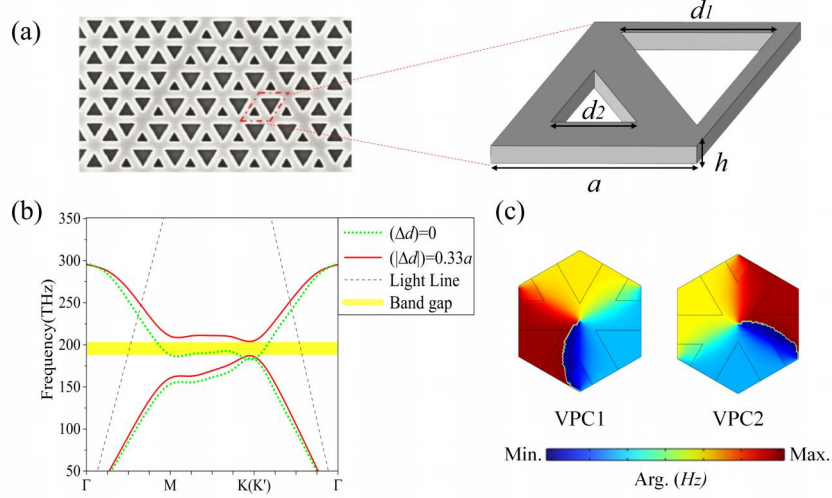 (a)
d1
d2
h
a
(b)
(Δd)=0
(|Δd|)=0.33a
Light Line
Band gap
Frequency(THz)
350
300
250
200
150
100
50
Γ
M
K(K')
Γ
(c)
VPC1
VPC2
Min.
Max.
Arg. (Hz)